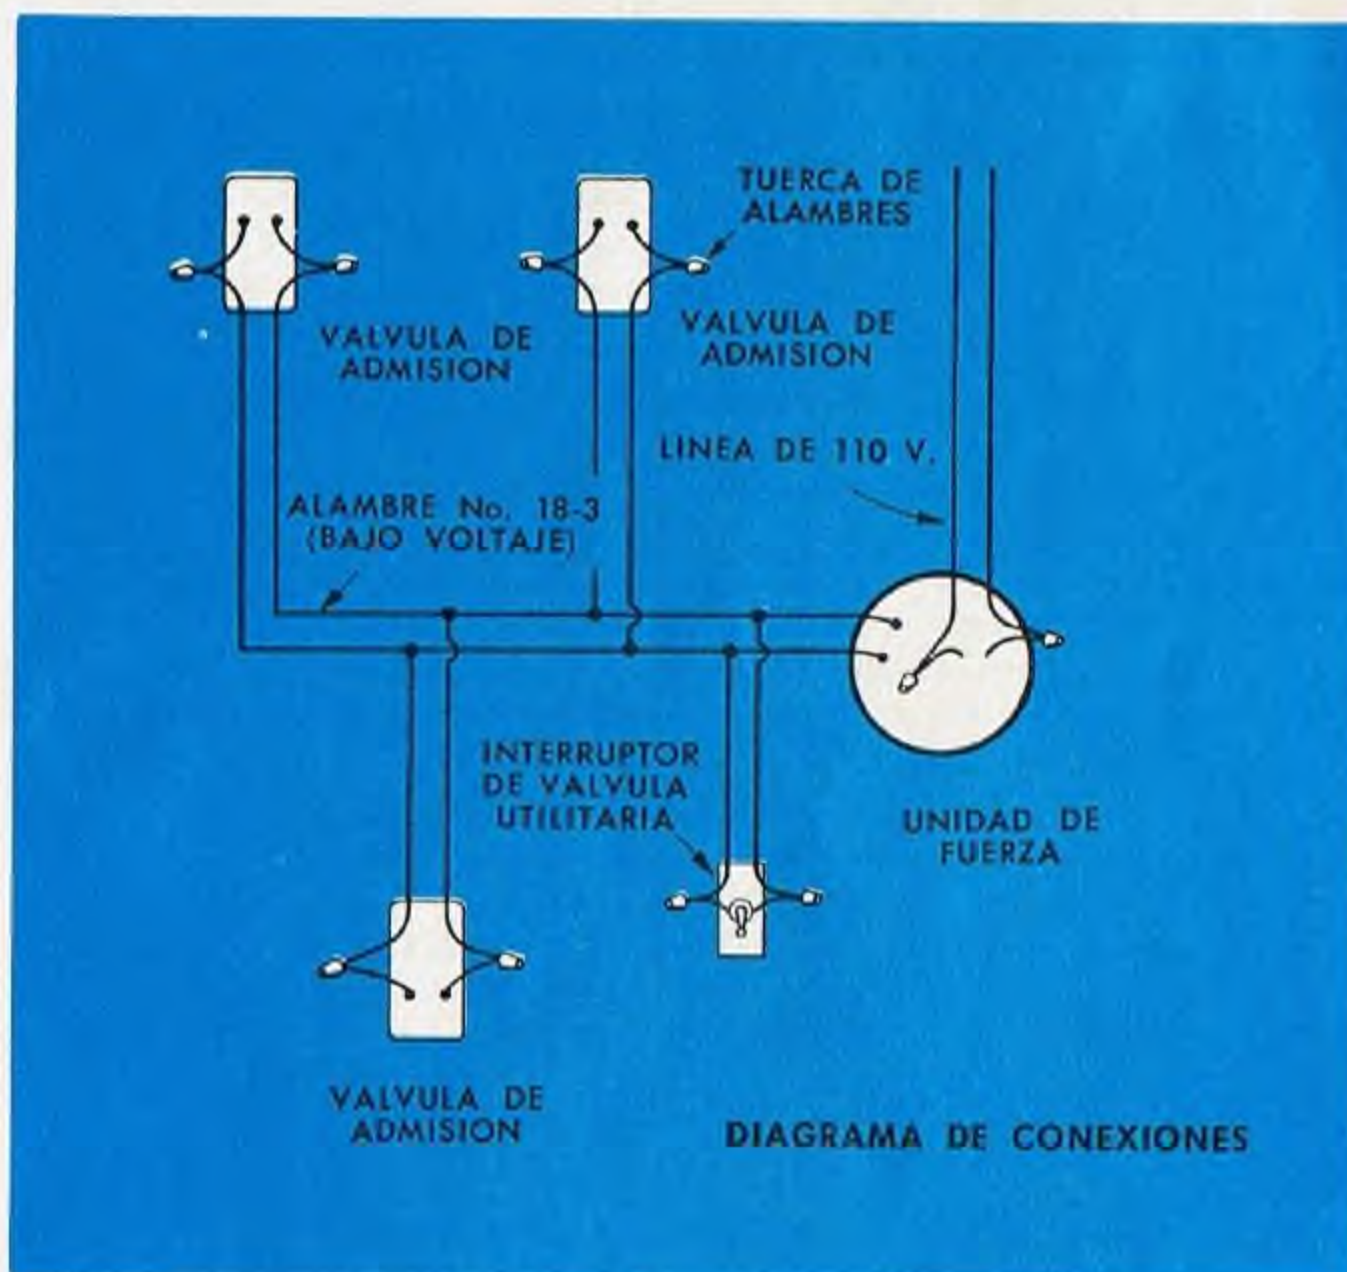 TUERCA DE
ALAMBRES
VALVULA DE
ADMISION
VALVULA DE
ADMISION
LINEA DE 110 V.
ALAMBRE No. 18-3
(BAJO VOLTAJE)
INTERRUPTOR
DE VALVULA
UTILITARIA
UNIDAD DE
FUERZA
VALVULA DE
ADMISION
DIAGRAMA DE CONEXIONES